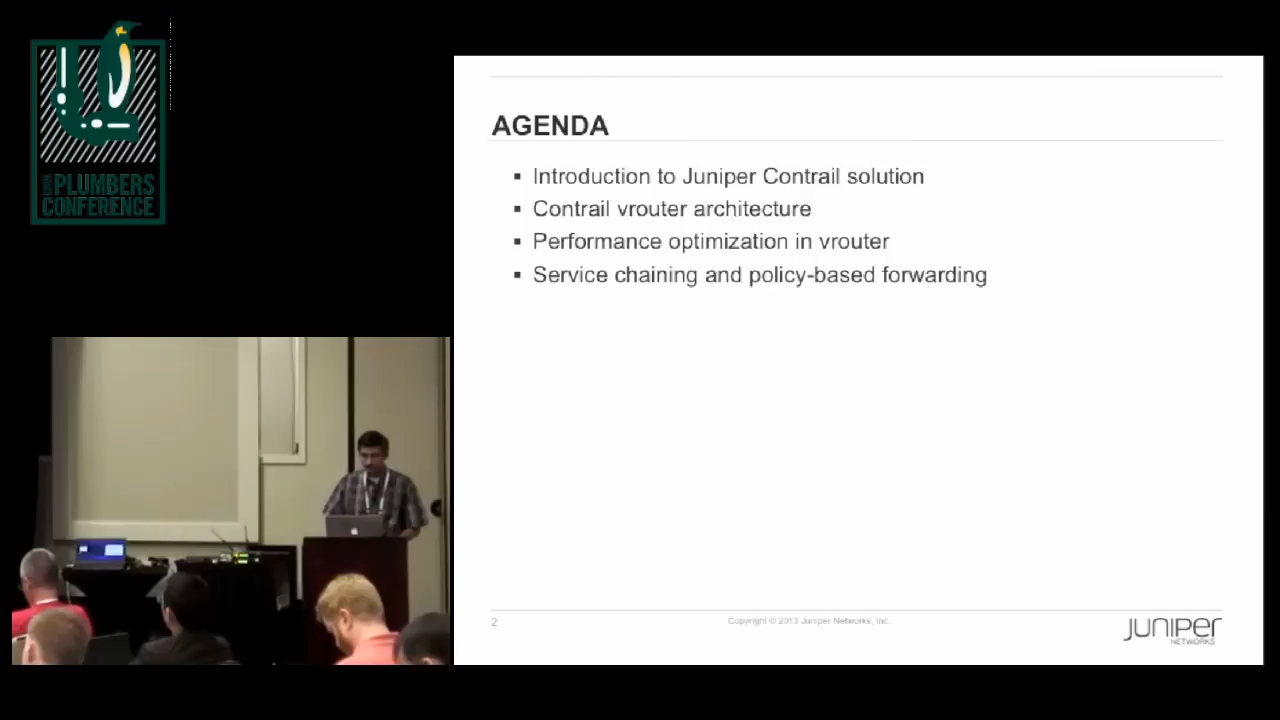 PLUMBERS
CONFERENCE
AGENDA
▪ Introduction to Juniper Contrail solution
▪ Contrail vrouter architecture
▪ Performance optimization in vrouter
▪ Service chaining and policy-based forwarding
2
Copyright © 2013 Juniper Networks, Inc.
JUNIPER
NETWORKS